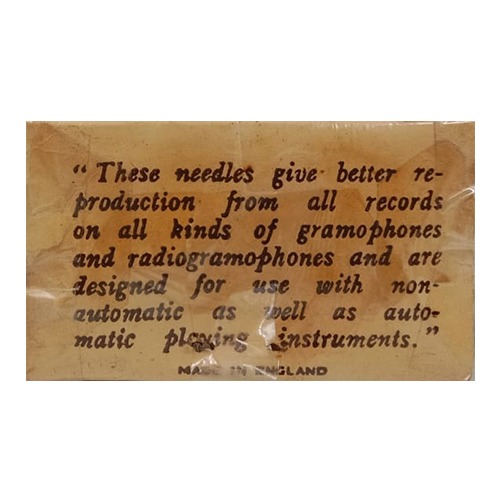 “ These needles give better re-
production from all records
on all kinds of gramophones
and radiogramophones and are
designed for use with non-
automatic as well as auto-
matic playing instruments.”
MADE IN ENGLAND